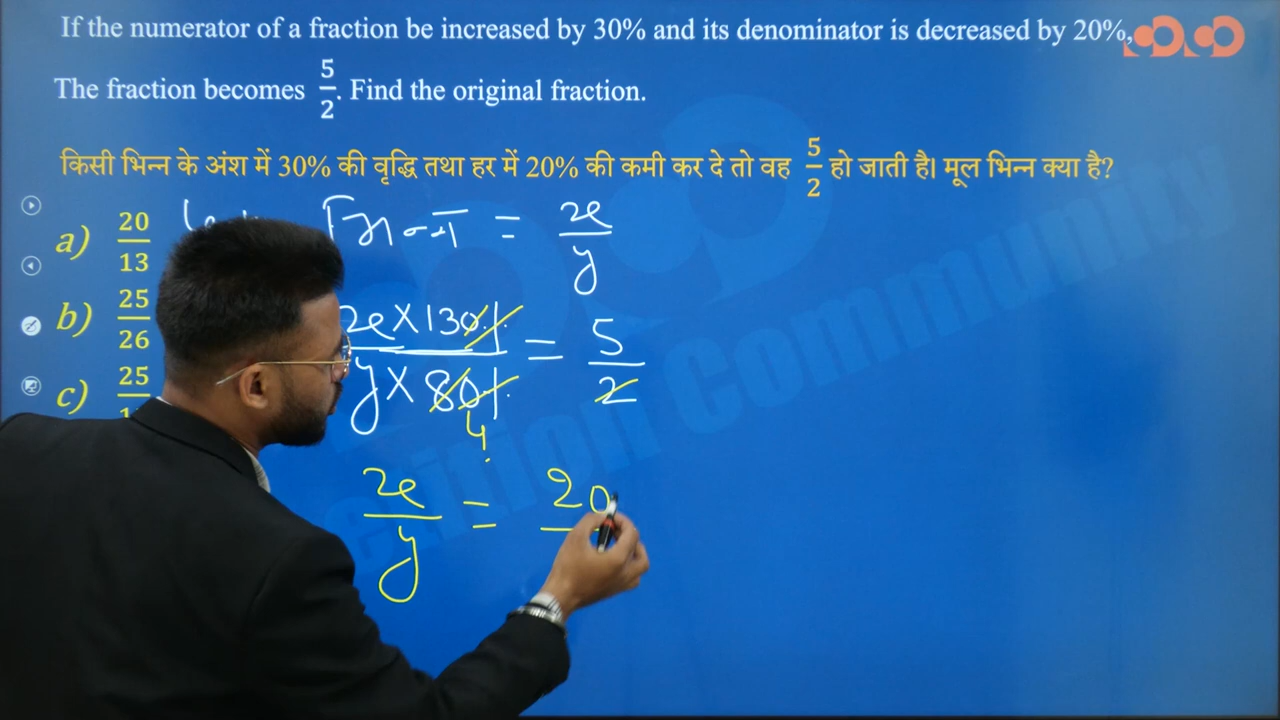 If the numerator of a fraction be increased by 30% and its denominator is decreased by 20%,
The fraction becomes 5/2. Find the original fraction.
किसी भिन्न के अंश में 30% की वृद्धि तथा हर में 20% की कमी कर दे तो वह 5/2 हो जाती है। मूल भिन्न क्या है?
a) 20/13
भिन्न = x/y
b) 25/26
x × 130% / y × 80% = 5/2
4
c) 25
x/y = 20
ition Community